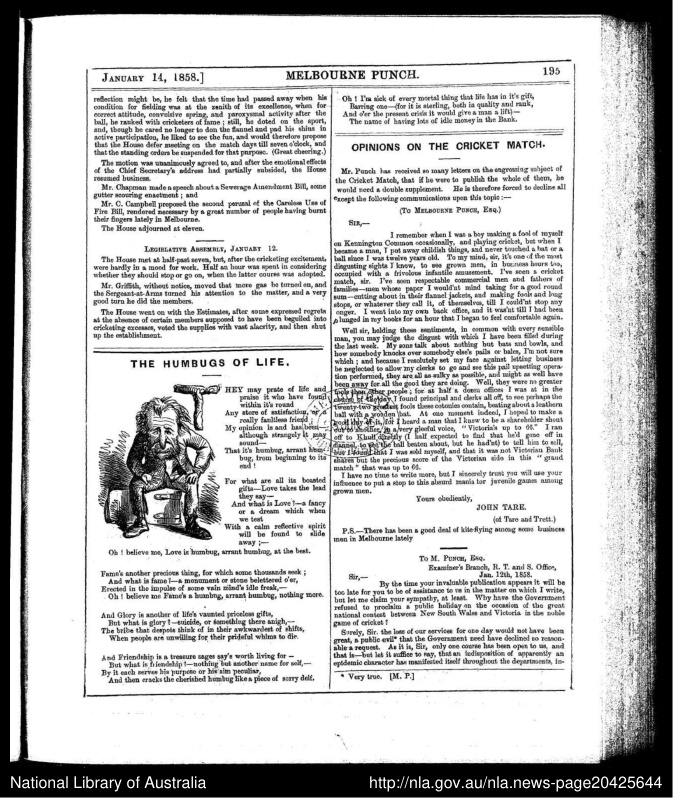 JANUARY 14, 1858.]
MELBOURNE PUNCH.
195
reflection might be, he felt that the time had passed away when his
condition for fielding was at the zenith of its excellence, when for
correct attitude, convulsive spring, and paroxysmal activity after the
ball, he ranked with cricketers of fame; still, he doted on the sport,
and, though he cared no longer to don the flannel and pad his shins in
active participation, he liked to see the fun, and would therefore propose
that the House defer meeting on the match days till seven o'clock, and
that the standing orders be suspended for that purpose. (Great cheering.)
The motion was unanimously agreed to, and after the emotional effects
of the Chief Secretary's address had partially subsided, the House
resumed business.
Mr. Chapman made a speech about a Sewerage Amendment Bill, some
gutter scouring enactment; and
Mr. C. Campbell proposed the second perusal of the Careless Use of
Fire Bill, rendered necessary by a great number of people having burnt
their fingers lately in Melbourne.
The House adjourned at eleven.
LEGISLATIVE ASSEMBLY, JANUARY 12.
The House met at half-past seven, but, after the cricketing excitement,
were hardly in a mood for work. Half an hour was spent in considering
whether they should stop or go on, when the latter course was adopted.
Mr. Griffith, without notice, moved that more gas be turned on, and
the Sergeant-at-Arms turned his attention to the matter, and a very
good turn he did the members.
The House went on with the Estimates, after some expressed regrets
at the absence of certain members supposed to have been beguiled into
cricketing excesses, voted the supplies with vast alacrity, and then shut
up the establishment.
THE HUMBUGS OF LIFE.
HEY may prate of life and
praise it who have found
within it's round
Any store of satisfaction, or a
really faultless friend;
My opinion is and has been—
although strangely it may
sound—
That it's humbug, arrant hum-
bug, from beginning to its
end!
For what are all its boasted
gifts—Love takes the lead
they say—
And what is Love?—a fancy
or a dream which when
we test
With a calm reflective spirit
will be found to slide
away;—
Oh! believe me, Love is humbug, arrant humbug, at the best.
Fame's another precious thing, for which some thousands seek;
And what is fame?—a monument or stone belettered o'er,
Erected in the impulse of some vain mind's idle freak,—
Oh! believe me Fame's a humbug, arrant humbug, nothing more.
And Glory is another of life's vaunted priceless gifts,
But what is glory?—suicide, or something there anigh,—
The bribe that despots think of in their awkwardest of shifts,
When people are unwilling for their prideful whims to die.
And Friendship is a treasure sages say's worth living for—
But what is friendship?—nothing but another name for self,—
By it each serves his purpose or his aim peculiar,
And then cracks the cherished humbug like a piece of sorry delf.
Oh! I'm sick of every mortal thing that life has in it's gift,
Barring one—(for it is sterling, both in quality and rank,
And o'er the present crisis it would give a man a lift)—
The name of having lots of idle money in the Bank.
OPINIONS ON THE CRICKET MATCH.
Mr. Punch has received so many letters on the engrossing subject of
the Cricket Match, that if he were to publish the whole of them, he
would need a double supplement. He is therefore forced to decline all
except the following communications upon this topic:—
(To MELBOURNE PUNCH, ESQ.)
SIR,—
I remember when I was a boy making a fool of myself
on Kennington Common occasionally, and playing cricket, but when I
became a man, I put away childish things, and never touched a bat or a
ball since I was twelve years old. To my mind, sir, it's one of the most
disgusting sights I know, to see grown men, in business hours too,
occupied with a frivolous infantile amusement. I've seen a cricket
match, sir. I've seen respectable commercial men and fathers of
families—men whose paper I would'nt mind taking for a good round
sum—cutting about in their flannel jackets, and making fools and long
stops, or whatever they call it, of themselves, till I could'nt stop any
onger. I went into my own back office, and it was'nt till I had been
plunged in my books for an hour that I began to feel comfortable again.
Well sir, holding these sentiments, in common with every sensible
man, you may judge the disgust with which I have been filled during
the last week. My sons talk about nothing but bats and bowls, and
how somebody knocks over somebody else's pails or bales, I'm not sure
which; and because I resolutely set my face against letting business
be neglected to allow my clerks to go and see this pail upsetting opera-
tion performed, they are all as sulky as possible, and might as well have
been away for all the good they are doing. Well, they were no greater
fools than other people; for at half a dozen offices I was at in the
course of the day I found principal and clerks all off, to see perhaps the
twenty-two greatest fools these colonies contain, beating about a leathern
ball with a wooden bat. At one moment indeed, I hoped to make a
good day of it, for I heard a man that I knew to be a shareholder shout
out to another, in a very gleeful voice, "Victoria's up to 66." I ran
off to Khull directly (I half expected to find that he'd gone off in
flannel, to see the ball beaten about, but he had'nt) to tell him to sell,
but I found that I was sold myself, and that it was not Victorian Bank
shares but the precious score of the Victorian side in this "grand
match" that was up to 66.
I have no time to write more, but I sincerely trust you will use your
influence to put a stop to this absurd mania for juvenile games among
grown men.
Yours obediently,
JOHN TARE.
(of Tare and Trett.)
P.S.—There has been a good deal of kite-flying among some business
men in Melbourne lately
To M. PUNCH, ESQ.
Examiner's Branch, R. T. and S. Office,
Sir,—
Jan. 12th, 1858.
By the time your invaluable publication appears it will be
too late for you to be of assistance to us in the matter on which I write,
but let me claim your sympathy, at least. Why have the Government
refused to proclaim a public holiday on the occasion of the great
national contest between New South Wales and Victoria in the noble
game of cricket?
Surely, Sir, the loss of our services for one day would not have been
great, a public evil* that the Government need have declined so reason-
able a request. As it is, Sir, only one course has been open to us, and
that is—but let it suffice to say, that an indisposition of apparently an
epidemic character has manifested itself throughout the departments, in-
* Very true. [M. P.]
National Library of Australia
http://nla.gov.au/nla.news-page20425644